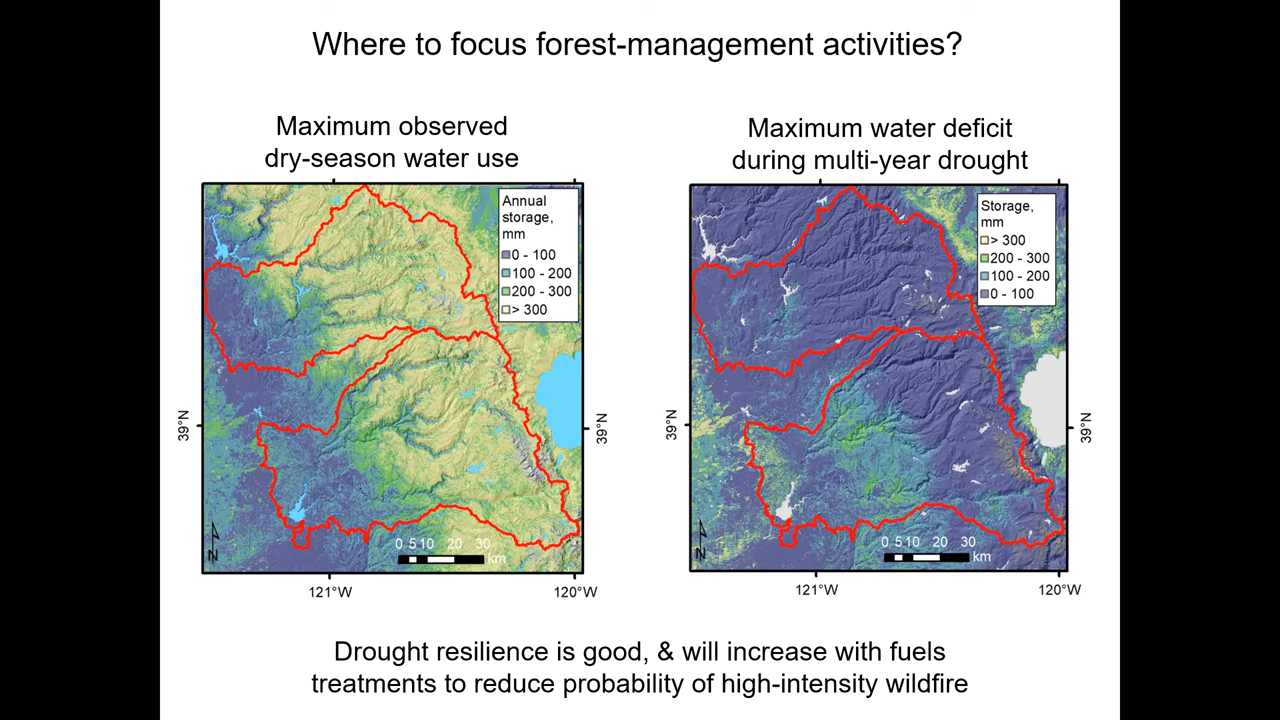 Where to focus forest-management activities?
Maximum observed
dry-season water use
Annual
storage,
mm
0 - 100
100 - 200
200 - 300
> 300
39°N
39°N
0 5 10 20 30
km
N
121°W
120°W
Maximum water deficit
during multi-year drought
Storage,
mm
> 300
200 - 300
100 - 200
0 - 100
39°N
39°N
0 5 10 20 30
km
N
121°W
120°W
Drought resilience is good, & will increase with fuels
treatments to reduce probability of high-intensity wildfire